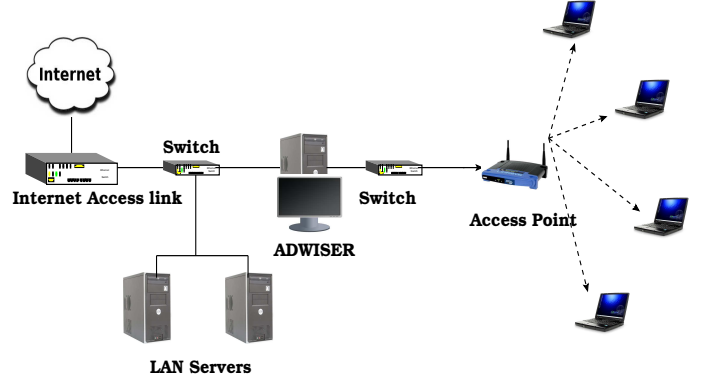 Internet
Switch
Internet Access link
Switch
Access Point
ADWISER
LAN Servers